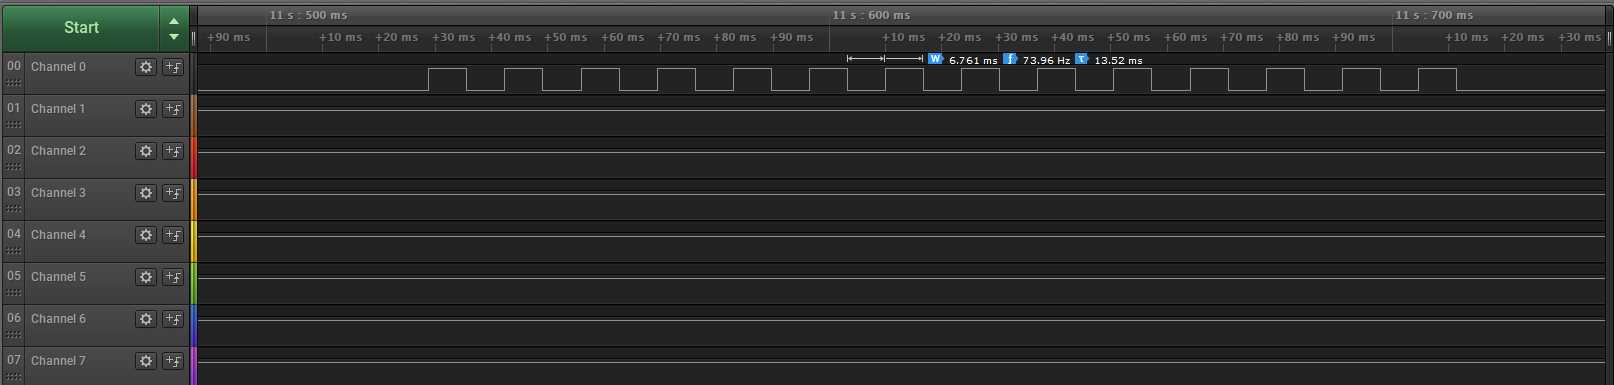 Start
11 s : 500 ms 11 s : 600 ms 11 s : 700 ms
+90 ms +10 ms +20 ms +30 ms +40 ms +50 ms +60 ms +70 ms +80 ms +90 ms +10 ms +20 ms +30 ms +40 ms +50 ms +60 ms +70 ms +80 ms +90 ms +10 ms +20 ms +30 ms
00 Channel 0 +f W 6.761 ms f 73.96 Hz T 13.52 ms
01 Channel 1 +f
02 Channel 2 +f
03 Channel 3 +f
04 Channel 4 +f
05 Channel 5 +f
06 Channel 6 +f
07 Channel 7 +f